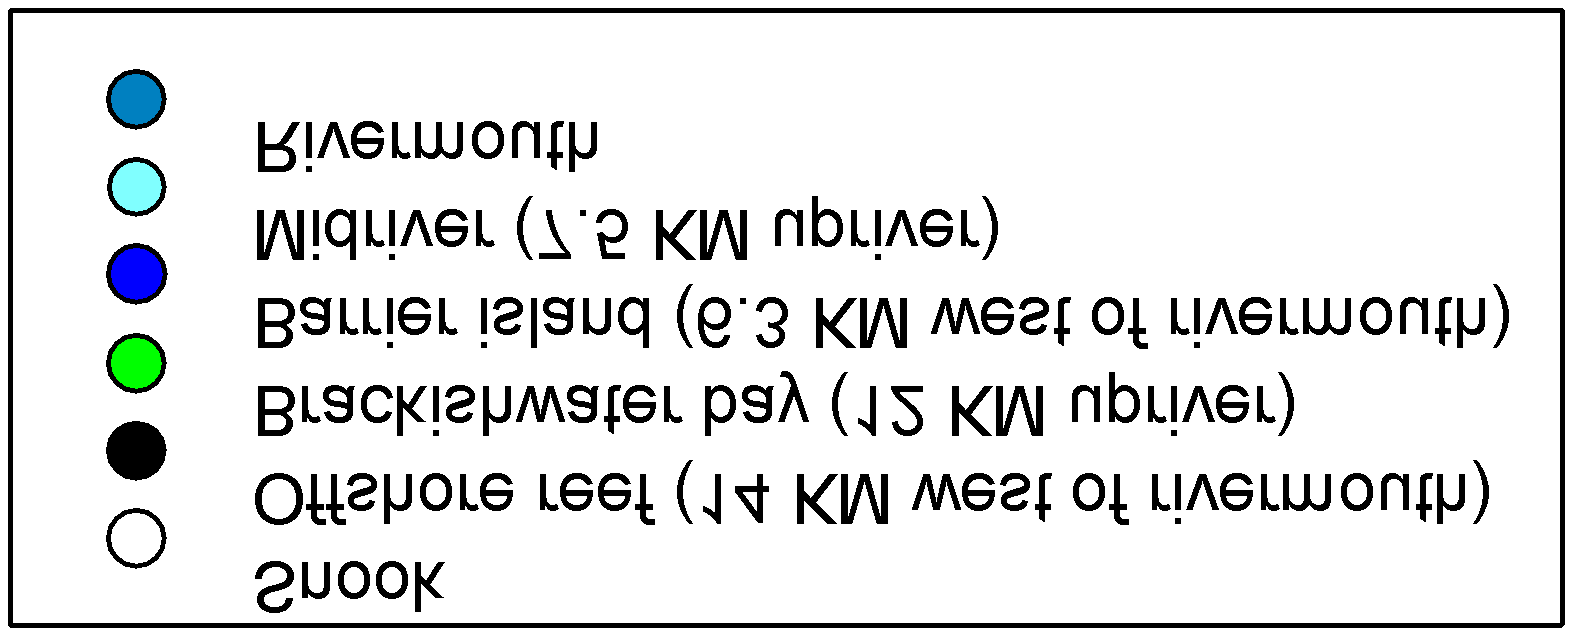 Snook
Offshore reef (14 KM west of rivermouth)
Brackishwater bay (12 KM upriver)
Barrier island (6.3 KM west of rivermouth)
Midriver (7.5 KM upriver)
Rivermouth